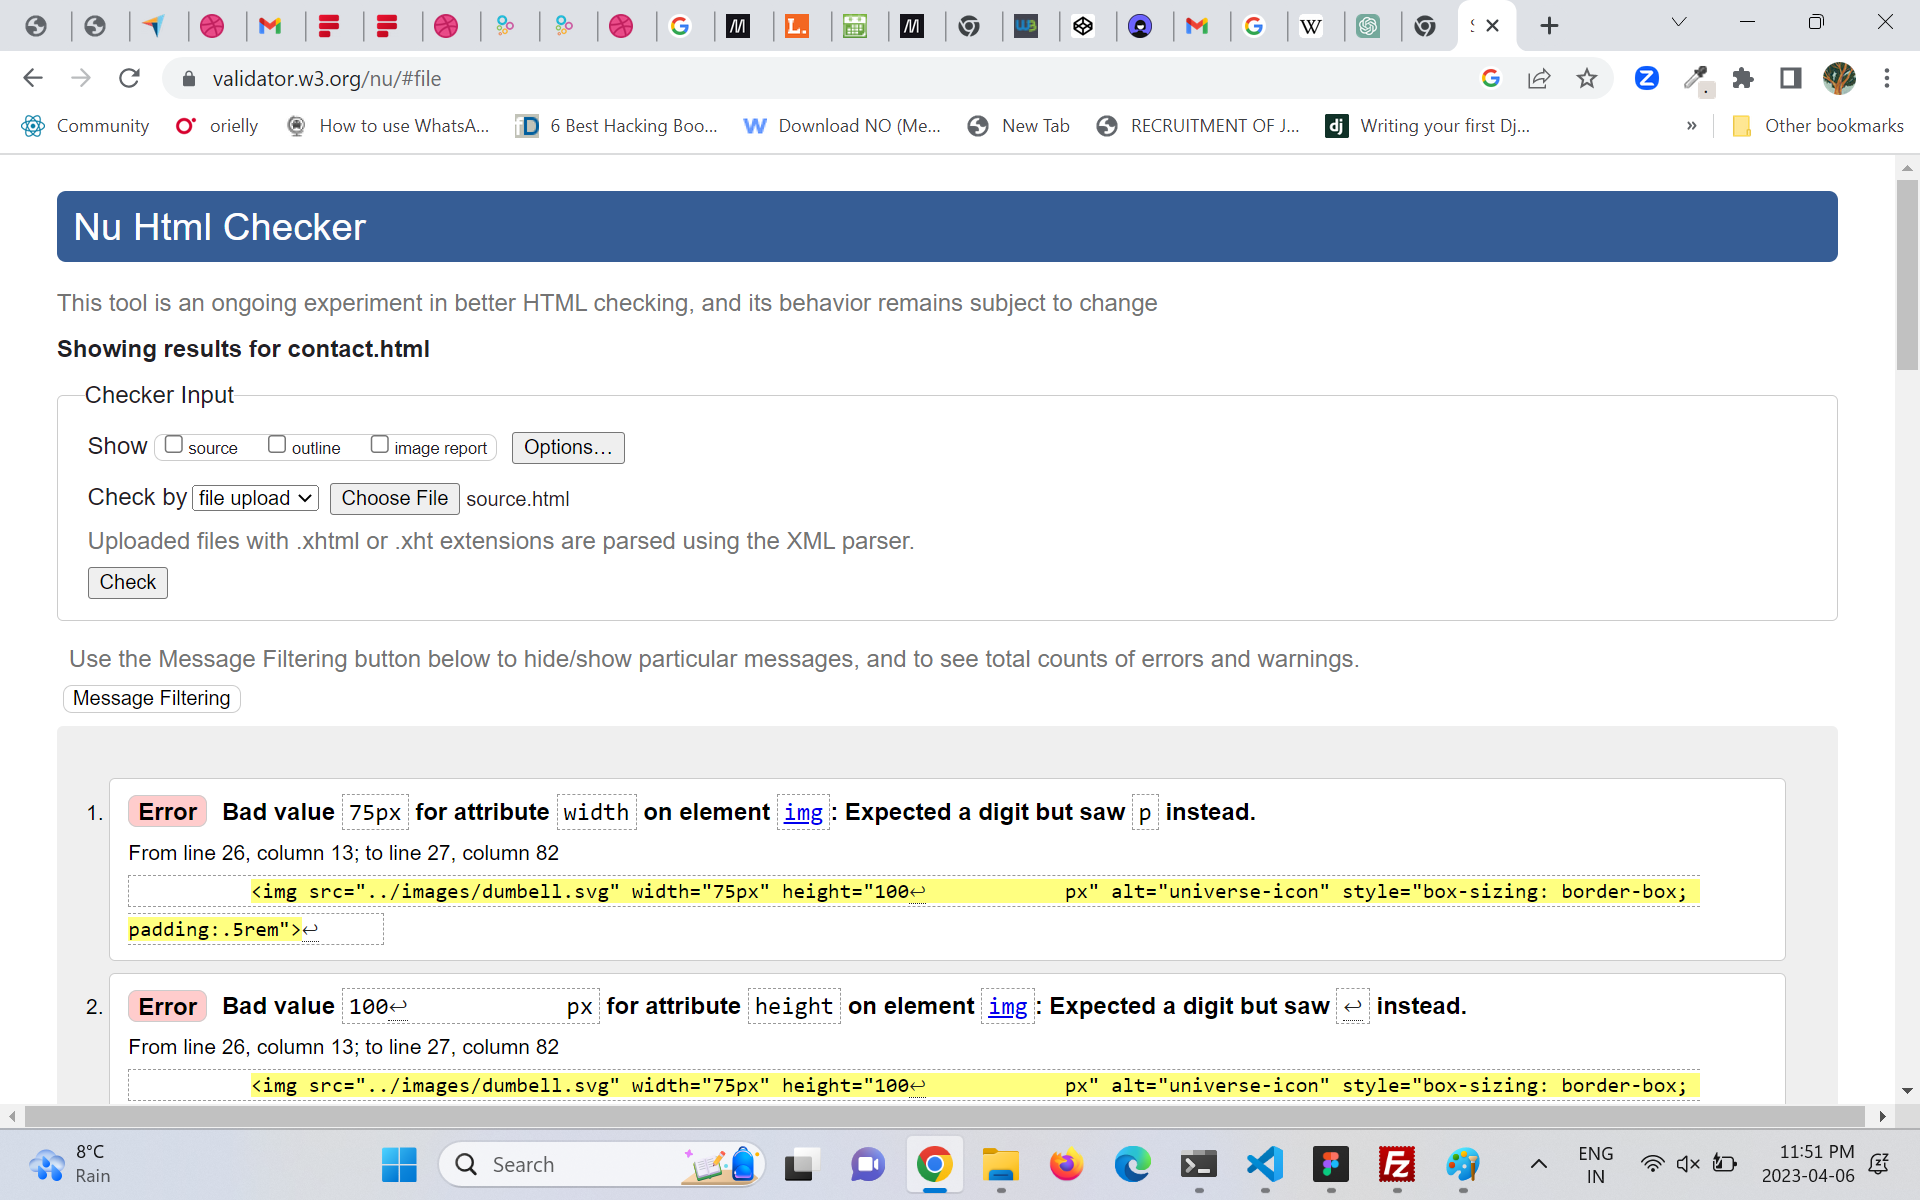 validator.w3.org/nu/#file
Community
orielly
How to use WhatsA...
6 Best Hacking Boo...
Download NO (Me...
New Tab
RECRUITMENT OF J...
Writing your first Dj...
»
Other bookmarks
Nu Html Checker
This tool is an ongoing experiment in better HTML checking, and its behavior remains subject to change
Showing results for contact.html
Checker Input
Show source outline image report Options...
Check by file upload Choose File source.html
Uploaded files with .xhtml or .xht extensions are parsed using the XML parser.
Check
Use the Message Filtering button below to hide/show particular messages, and to see total counts of errors and warnings.
Message Filtering
1. Error Bad value 75px for attribute width on element img: Expected a digit but saw p instead.
From line 26, column 13; to line 27, column 82
<img src="../images/dumbell.svg" width="75px" height="100↩ px" alt="universe-icon" style="box-sizing: border-box;
padding:.5rem">↩
2. Error Bad value 100↩ px for attribute height on element img: Expected a digit but saw ↩ instead.
From line 26, column 13; to line 27, column 82
<img src="../images/dumbell.svg" width="75px" height="100↩ px" alt="universe-icon" style="box-sizing: border-box;
8°C
Rain
Search
ENG
IN
11:51 PM
2023-04-06